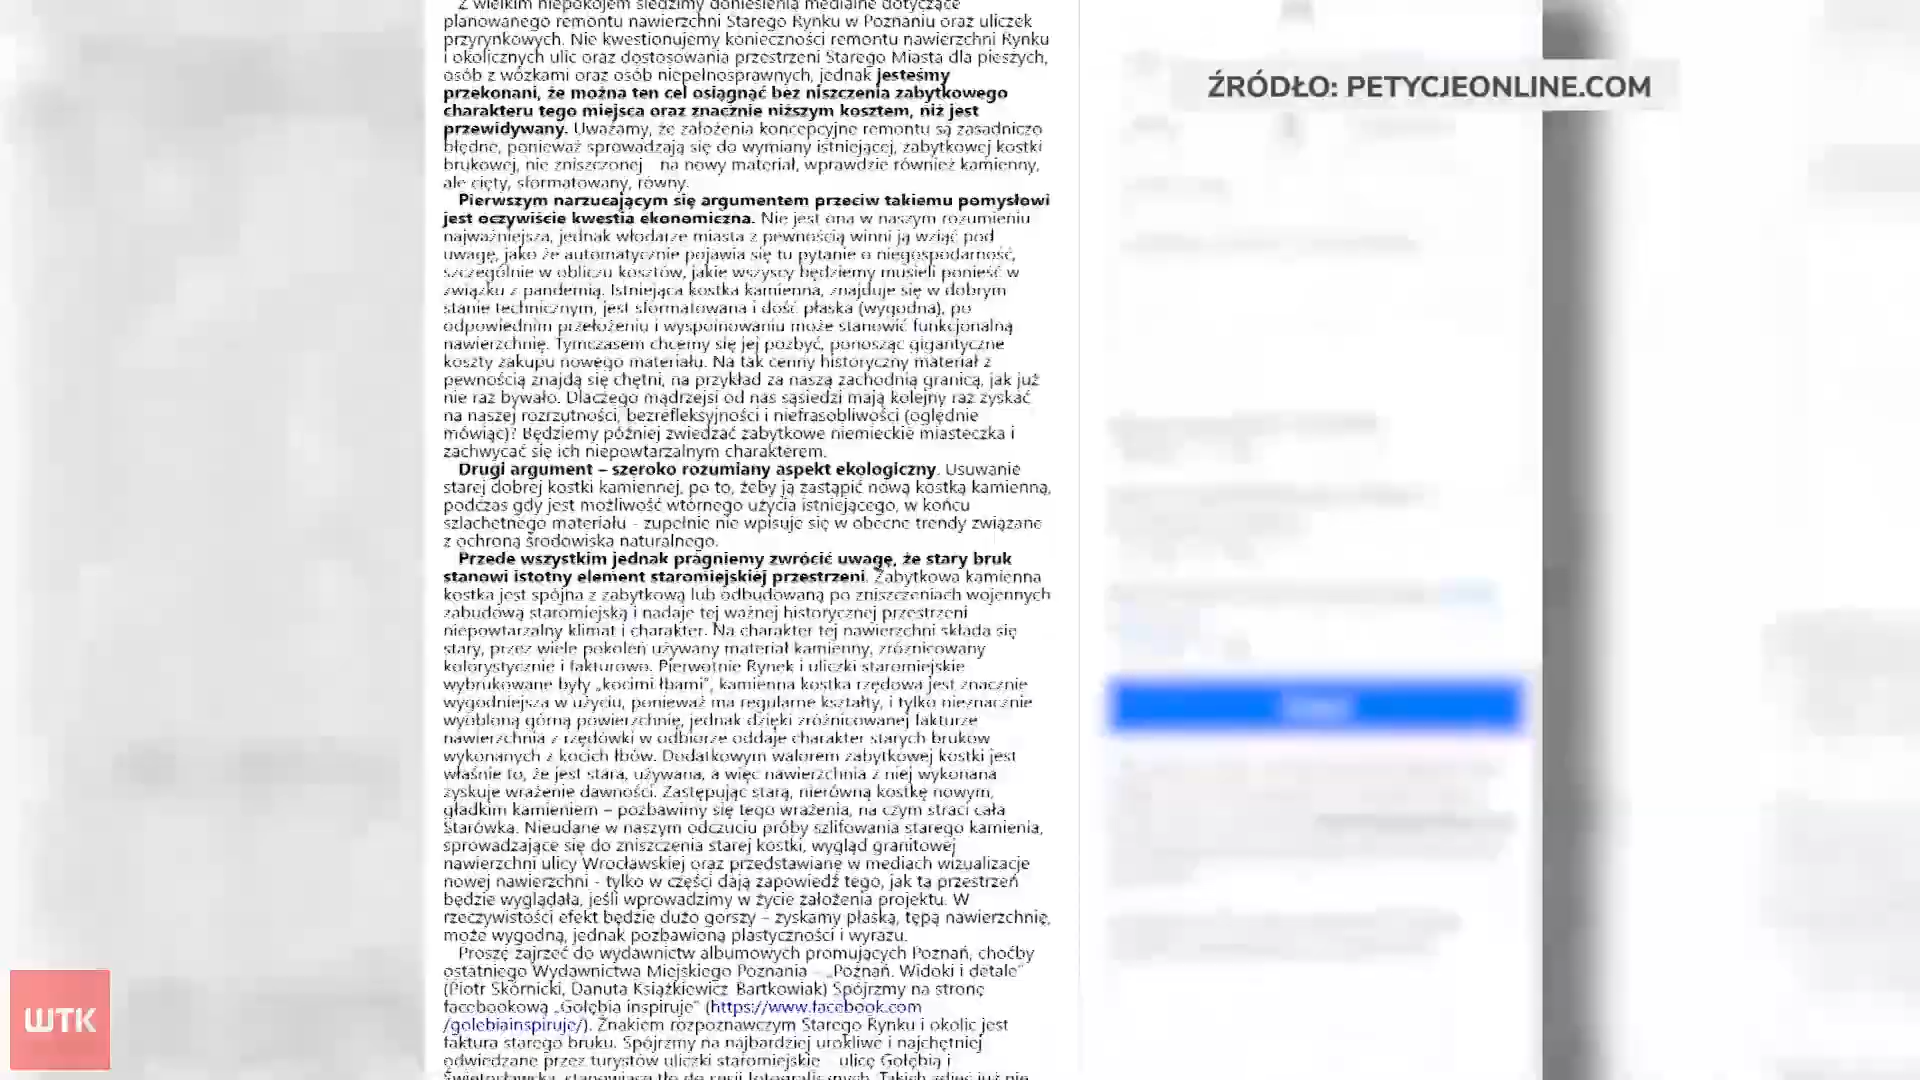 Z wielkim niepokojem śledzimy doniesienia medialne dotyczące
planowanego remontu nawierzchni Starego Rynku w Poznaniu oraz uliczek
przyrynkowych. Nie kwestionujemy konieczności remontu nawierzchni Rynku
i okolicznych ulic oraz dostosowania przestrzeni Starego Miasta dla pieszych,
osób z wózkami oraz osób niepełnosprawnych, jednak jesteśmy
przekonani, że można ten cel osiągnąć bez niszczenia zabytkowego
charakteru tego miejsca oraz znacznie niższym kosztem, niż jest
przewidywany. Uważamy, że założenia koncepcyjne remontu są zasadniczo
błędne, ponieważ sprowadzają się do wymiany istniejącej, zabytkowej kostki
brukowej, nie zniszczonej na nowy materiał, wprawdzie również kamienny,
ale cięty, sformatowany, równy.
Pierwszym narzucającym się argumentem przeciw takiemu pomysłowi
jest oczywiście kwestia ekonomiczna. Nie jest ona w naszym rozumieniu
najważniejsza, jednak włodarze miasta z pewnością winni ją wziąć pod
uwagę, jako że automatycznie pojawia się tu pytanie o niegospodarność,
szczególnie w obliczu kosztów, jakie wszyscy będziemy musieli ponieść w
związku z pandemią. Istniejąca kostka kamienna, znajduje się w dobrym
stanie technicznym, jest sformatowana i dość płaska (wygodna), po
odpowiednim przełożeniu i wyspoinowaniu może stanowić funkcjonalną
nawierzchnię. Tymczasem chcemy się jej pozbyć, ponosząc gigantyczne
koszty zakupu nowego materiału. Na tak cenny historyczny materiał z
pewnością znajdą się chętni, na przykład za naszą zachodnią granicą, jak już
nie raz bywało. Dlaczego mądrzejsi od nas sąsiedzi mają kolejny raz zyskać
na naszej rozrzutności, bezrefleksyjności i niefrasobliwości (oględnie
mówiąc)? Będziemy później zwiedzać zabytkowe niemieckie miasteczka i
zachwycać się ich niepowtarzalnym charakterem.
Drugi argument – szeroko rozumiany aspekt ekologiczny. Usuwanie
starej dobrej kostki kamiennej, po to, żeby ją zastąpić nową kostką kamienną,
podczas gdy jest możliwość wtórnego użycia istniejącego, w końcu
szlachetnego materiału - zupełnie nie wpisuje się w obecne trendy związane
z ochroną środowiska naturalnego.
Przede wszystkim jednak pragniemy zwrócić uwagę, że stary bruk
stanowi istotny element staromiejskiej przestrzeni. Zabytkowa kamienna
kostka jest spójna z zabytkową lub odbudowaną po zniszczeniach wojennych
zabudową staromiejską i nadaje tej ważnej historycznej przestrzeni
niepowtarzalny klimat i charakter. Na charakter tej nawierzchni składa się
stary, przez wiele pokoleń używany materiał kamienny, zróżnicowany
kolorystycznie i fakturowo. Pierwotnie Rynek i uliczki staromiejskie
wybrukowane były „kocimi łbami”, kamienna kostka rzędowa jest znacznie
wygodniejsza w użyciu, ponieważ ma regularne kształty, i tylko nieznacznie
wyobloną górną powierzchnię, jednak dzięki zróżnicowanej fakturze
nawierzchnia z rzędówki w odbiorze oddaje charakter starych bruków
wykonanych z kocich łbów. Dodatkowym walorem zabytkowej kostki jest
właśnie to, że jest stara, używana, a więc nawierzchnia z niej wykonana
zyskuje wrażenie dawności. Zastępując starą, nierówną kostkę nowym,
gładkim kamieniem – pozbawimy się tego wrażenia, na czym straci cała
Starówka. Nieudane w naszym odczuciu próby szlifowania starego kamienia,
sprowadzające się do zniszczenia starej kostki, wygląd granitowej
nawierzchni ulicy Wrocławskiej oraz przedstawiane w mediach wizualizacje
nowej nawierzchni - tylko w części dają zapowiedź tego, jak ta przestrzeń
będzie wyglądała, jeśli wprowadzimy w życie założenia projektu. W
rzeczywistości efekt będzie dużo gorszy – zyskamy płaską, tępą nawierzchnię,
może wygodną, jednak pozbawioną plastyczności i wyrazu.
Proszę zajrzeć do wydawnictw albumowych promujących Poznań, choćby
ostatniego Wydawnictwa Miejskiego Poznania – „Poznań. Widoki i detale”
(Piotr Skórnicki, Danuta Książkiewicz Bartkowiak) Spójrzmy na stronę
facebookową „Gołębia inspiruje” (https://www.facebook.com
/golebiainspiruje/). Znakiem rozpoznawczym Starego Rynku i okolic jest
faktura starego bruku. Spójrzmy na najbardziej urokliwe i najchętniej
odwiedzane przez turystów uliczki staromiejskie ulicę Gołębią i
Świętosławską, stanowiące tło do sesji fotograficznych. Takich zdjęć już nie
ŹRÓDŁO: PETYCJEONLINE.COM
WTK